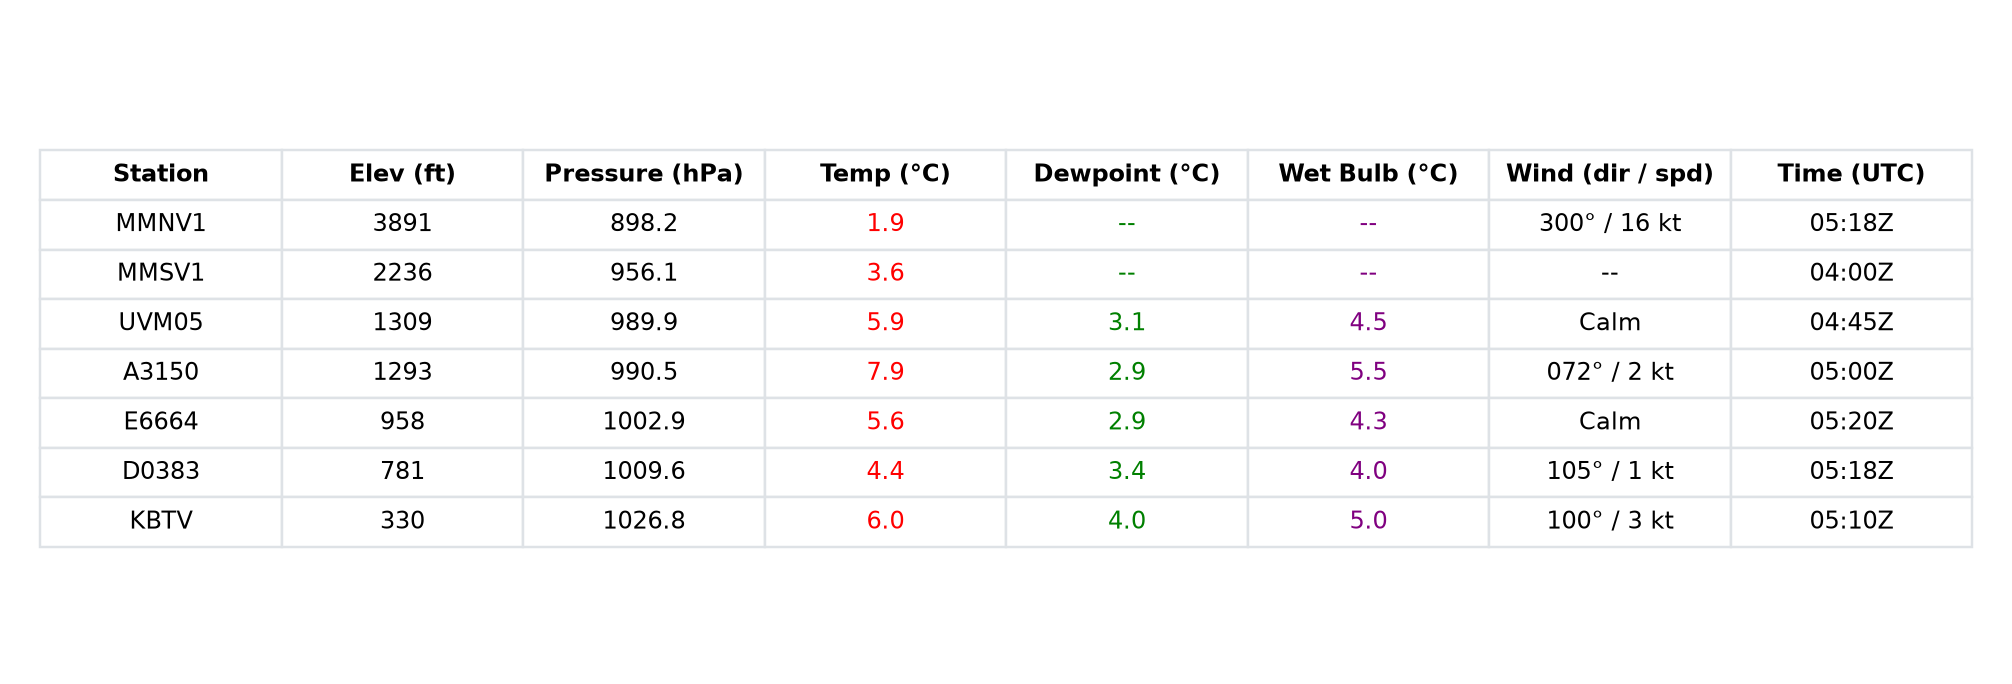 Station Elev (ft) Pressure (hPa) Temp (°C) Dewpoint (°C) Wet Bulb (°C) Wind (dir / spd) Time (UTC)
MMNV1 3891 898.2 1.9 -- -- 300° / 16 kt 05:18Z
MMSV1 2236 956.1 3.6 -- -- -- 04:00Z
UVM05 1309 989.9 5.9 3.1 4.5 Calm 04:45Z
A3150 1293 990.5 7.9 2.9 5.5 072° / 2 kt 05:00Z
E6664 958 1002.9 5.6 2.9 4.3 Calm 05:20Z
D0383 781 1009.6 4.4 3.4 4.0 105° / 1 kt 05:18Z
KBTV 330 1026.8 6.0 4.0 5.0 100° / 3 kt 05:10Z